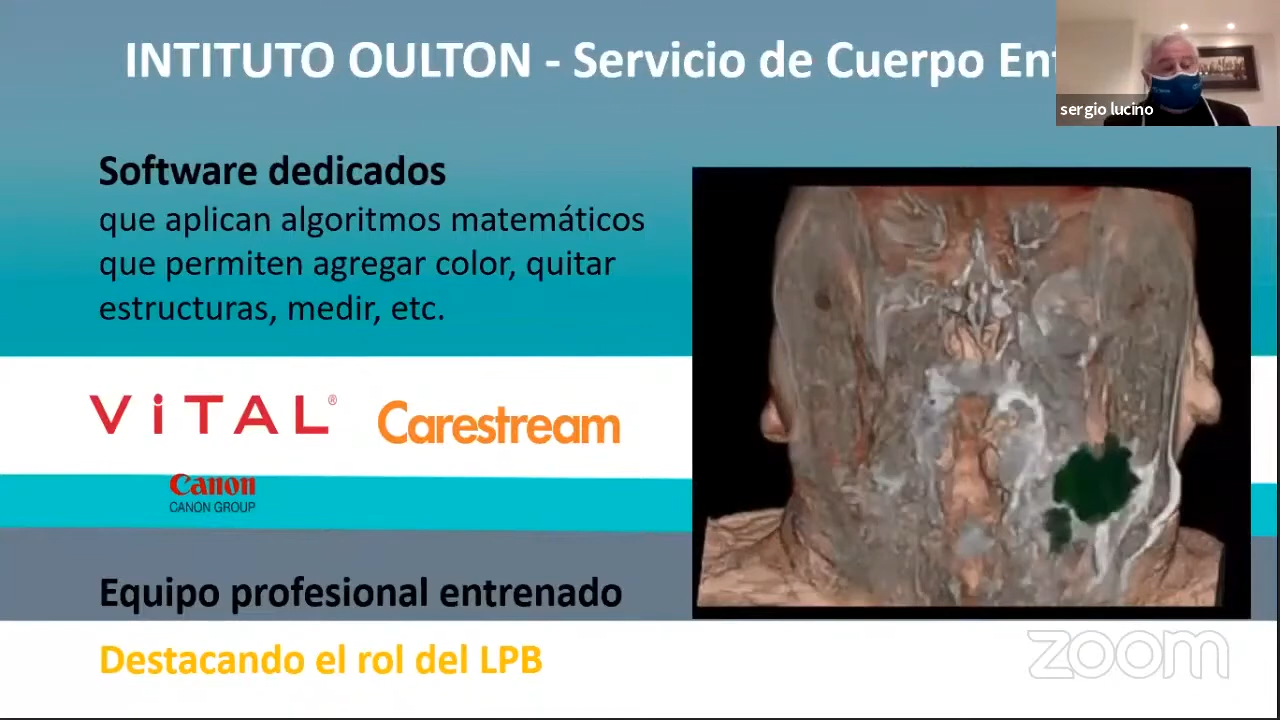 INTITUTO OULTON - Servicio de Cuerpo Ent
sergio lucino
Software dedicados
que aplican algoritmos matemáticos
que permiten agregar color, quitar
estructuras, medir, etc.
ViTAL®
Carestream
Canon
CANON GROUP
Equipo profesional entrenado
Destacando el rol del LPB
zoom